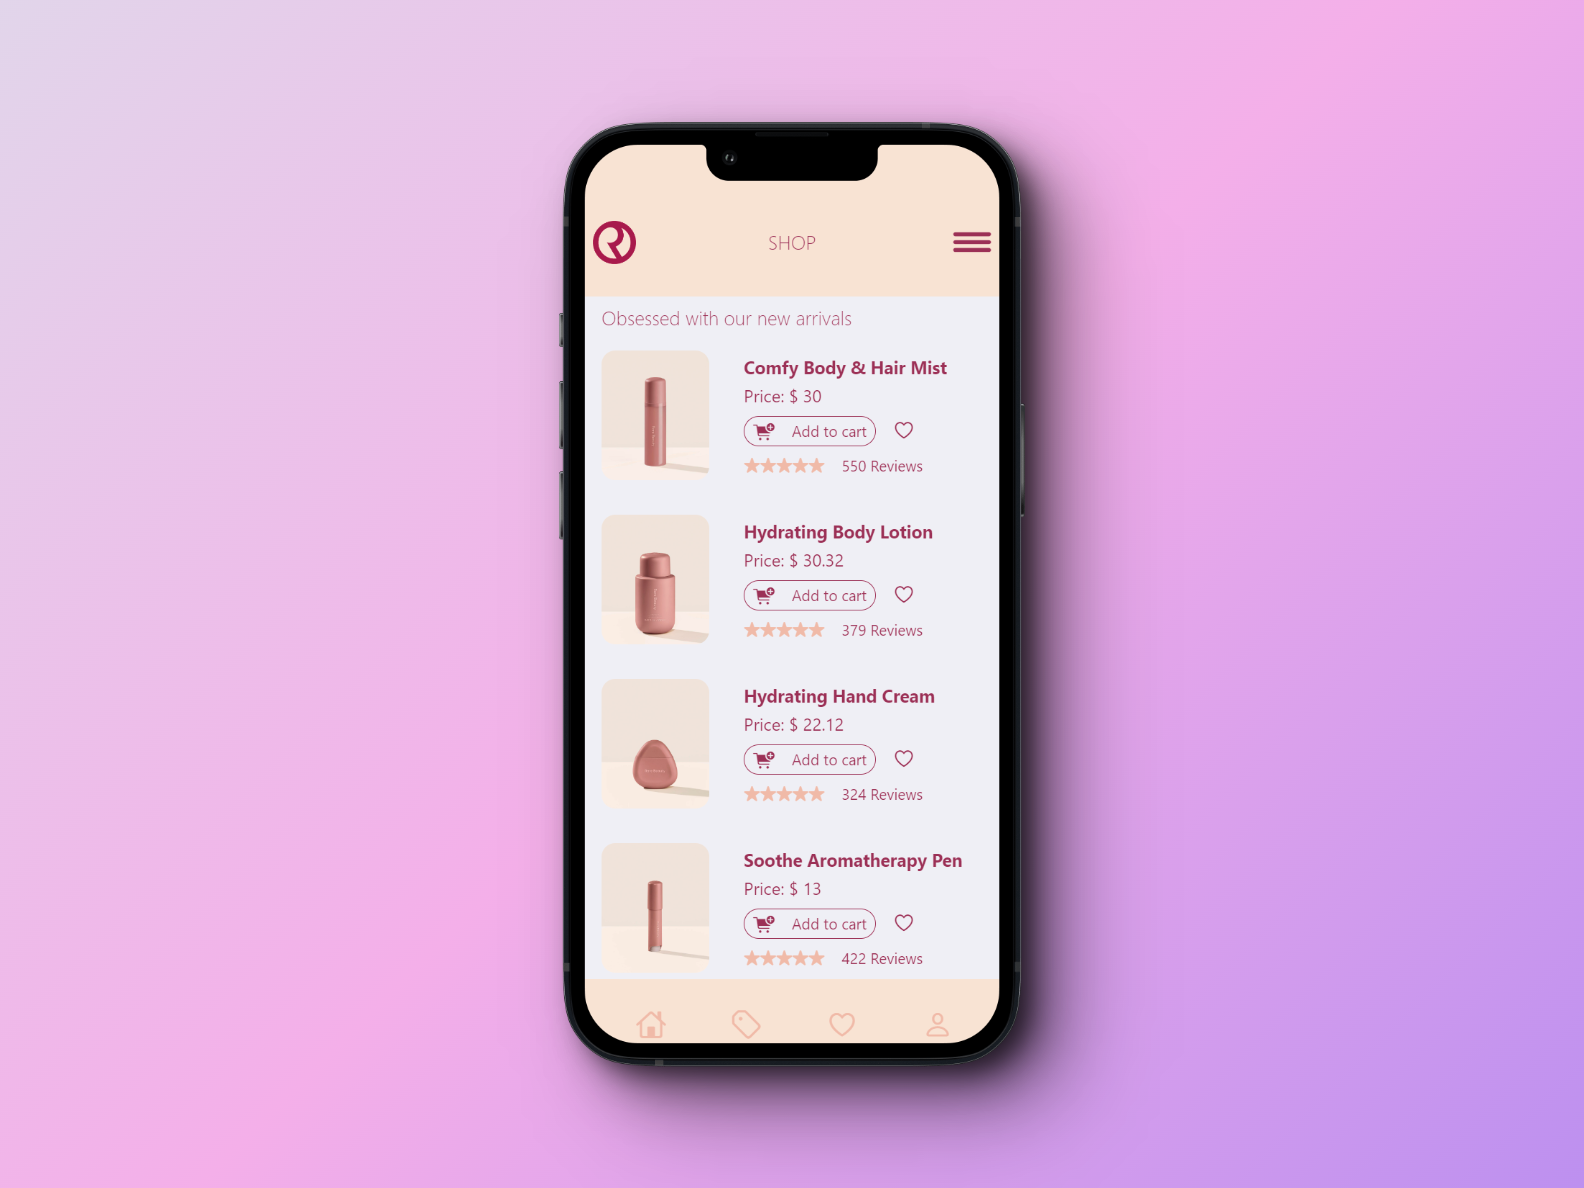 SHOP
Obsessed with our new arrivals
Comfy Body & Hair Mist
Price: $ 30
Add to cart
550 Reviews
Hydrating Body Lotion
Price: $ 30.32
Add to cart
379 Reviews
Hydrating Hand Cream
Price: $ 22.12
Add to cart
324 Reviews
Soothe Aromatherapy Pen
Price: $ 13
Add to cart
422 Reviews